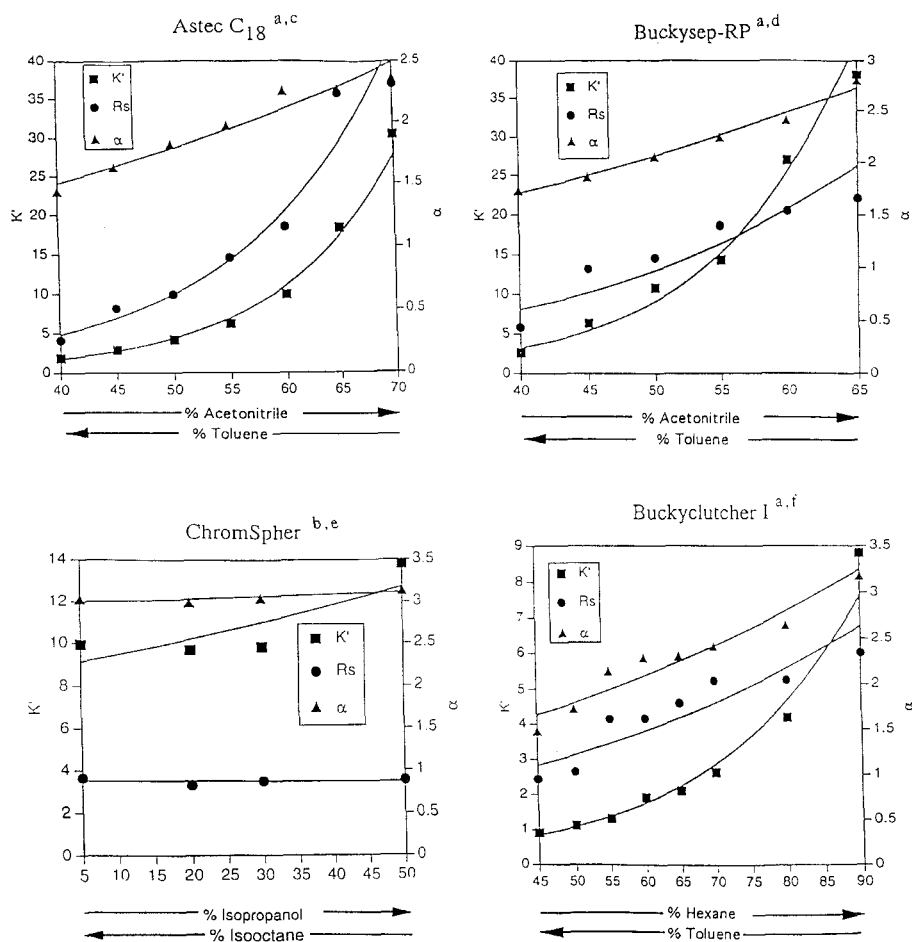 Astec C18 a,c
40
35
30
25
20
15
10
5
0
K'
K'
Rs
α
2.5
2
1.5
1
0.5
0
α
40 45 50 55 60 65 70
% Acetonitrile
% Toluene
Buckysep-RP a,d
40
35
30
25
20
15
10
5
0
K'
K'
Rs
α
3
2.5
2
1.5
1
0.5
0
α
40 45 50 55 60 65
% Acetonitrile
% Toluene
ChromSpher b,e
14
12
10
8
6
4
2
0
K'
K'
Rs
α
3.5
3
2.5
2
1.5
1
0.5
0
α
5 10 15 20 25 30 35 40 45 50
% Isopropanol
% Isooctane
Buckyclutcher I a,f
9
8
7
6
5
4
3
2
1
0
K'
K'
Rs
α
3.5
3
2.5
2
1.5
1
0.5
0
α
45 50 55 60 65 70 75 80 85 90
% Hexane
% Toluene